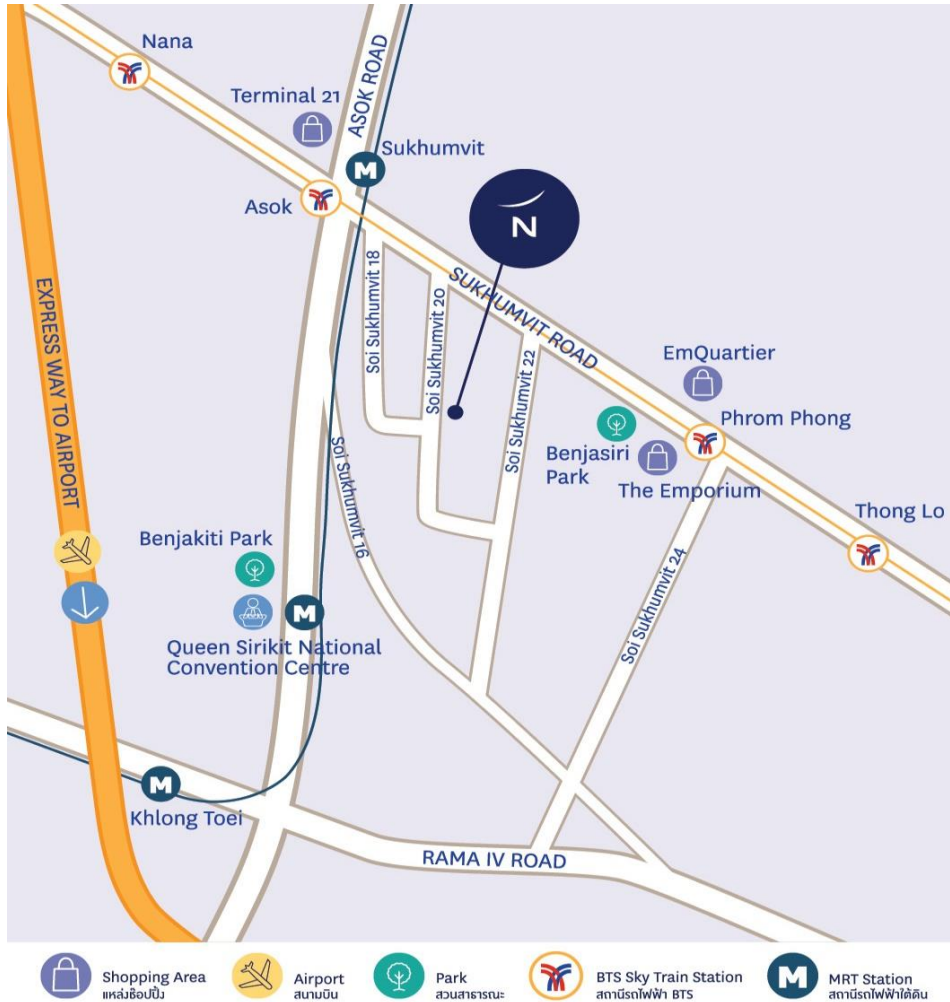 Nana
Terminal 21
ASOK ROAD
Sukhumvit
Asok
N
Soi Sukhumvit 18
Soi Sukhumvit 20
SUKHUMVIT ROAD
Soi Sukhumvit 22
EXPRESS WAY TO AIRPORT
EmQuartier
Phrom Phong
Benjasiri
Park
The Emporium
Thong Lo
Soi Sukhumvit 16
Soi Sukhumvit 24
Benjakiti Park
M
M
Queen Sirikit National
Convention Centre
M
Khlong Toei
RAMA IV ROAD
Shopping Area
แหล่งช้อปปิ้ง
Airport
สนามบิน
Park
สวนสาธารณะ
BTS Sky Train Station
สถานีรถไฟฟ้า BTS
M
MRT Station
สถานีรถไฟฟ้าใต้ดิน